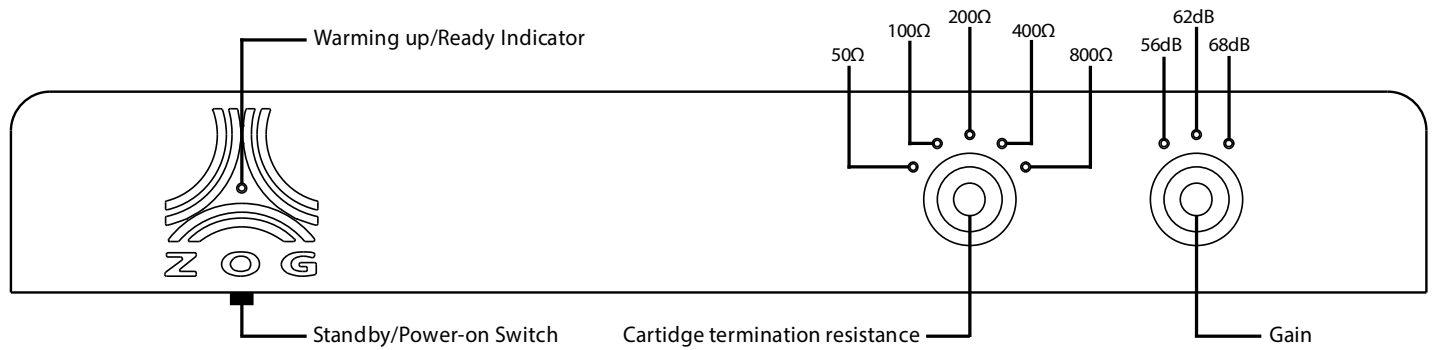 Warming up/Ready Indicator
50Ω
100Ω
200Ω
400Ω
800Ω
56dB
62dB
68dB
ZOG
Standby/Power-on Switch
Cartidge termination resistance
Gain